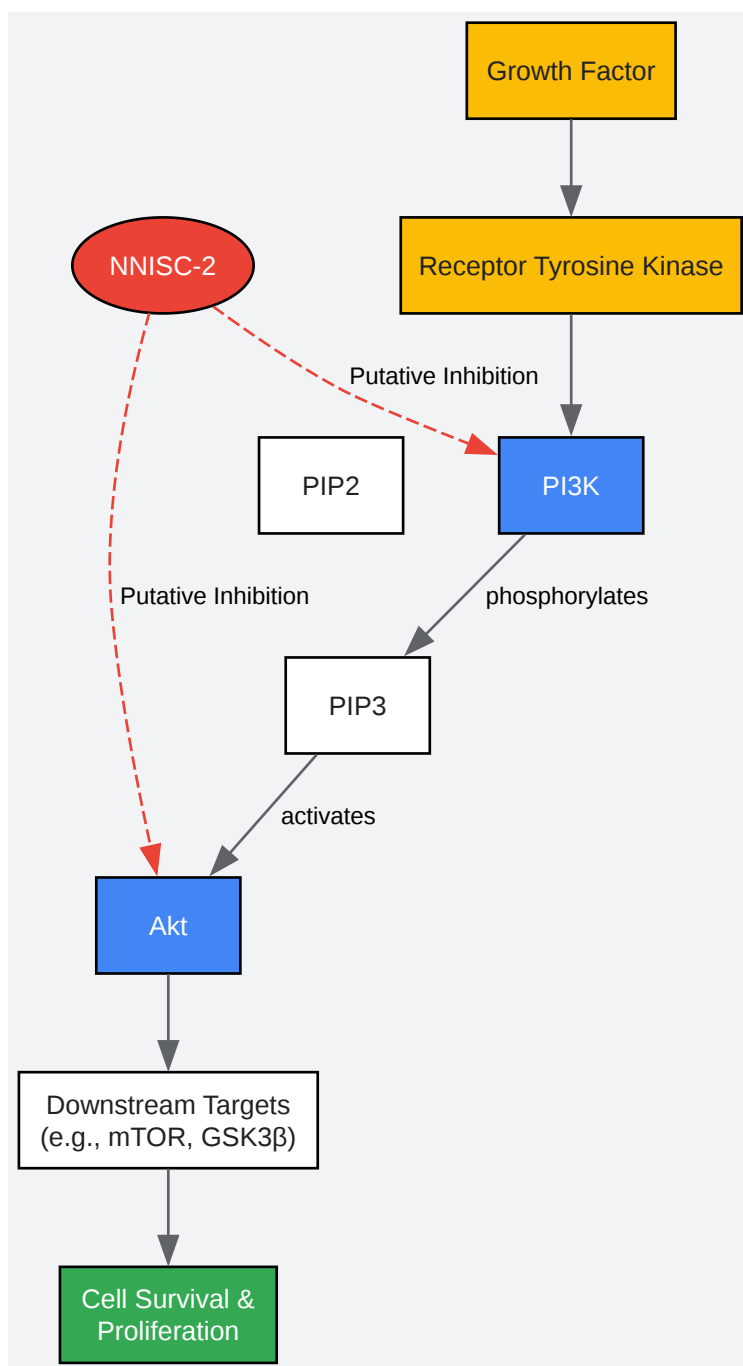 Growth Factor
NNISC-2
Receptor Tyrosine Kinase
Putative Inhibition
PIP2
PI3K
Putative Inhibition
phosphorylates
PIP3
activates
Akt
Downstream Targets
(e.g., mTOR, GSK3β)
Cell Survival &
Proliferation